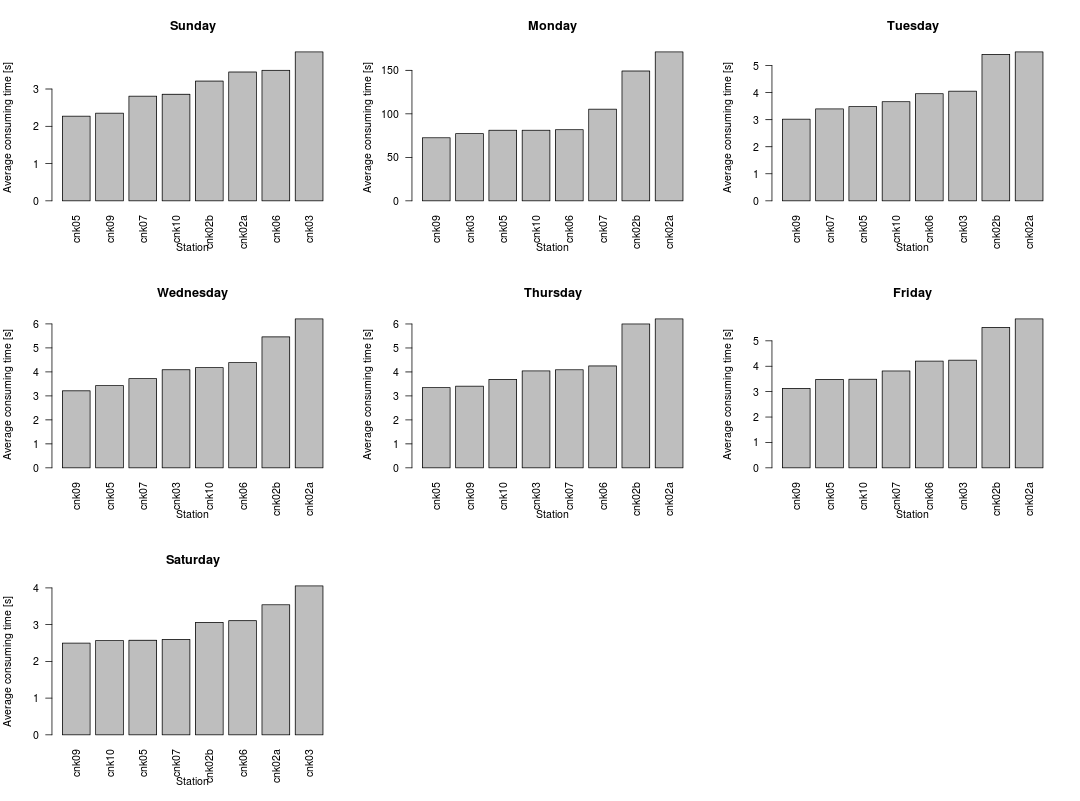 Sunday
Average consuming time [s]
3
2
1
0
cnk05 cnk09 cnk07 cnk10 cnk02b cnk02a cnk06 cnk03
Station
Monday
Average consuming time [s]
150
100
50
0
cnk09 cnk03 cnk05 cnk10 cnk06 cnk07 cnk02b cnk02a
Station
Tuesday
Average consuming time [s]
5
4
3
2
1
0
cnk09 cnk07 cnk05 cnk10 cnk06 cnk03 cnk02b cnk02a
Station
Wednesday
Average consuming time [s]
6
5
4
3
2
1
0
cnk09 cnk05 cnk07 cnk03 cnk10 cnk06 cnk02b cnk02a
Station
Thursday
Average consuming time [s]
6
5
4
3
2
1
0
cnk05 cnk09 cnk10 cnk03 cnk07 cnk06 cnk02b cnk02a
Station
Friday
Average consuming time [s]
5
4
3
2
1
0
cnk09 cnk05 cnk10 cnk07 cnk06 cnk03 cnk02b cnk02a
Station
Saturday
Average consuming time [s]
4
3
2
1
0
cnk09 cnk10 cnk05 cnk07 cnk02b cnk06 cnk02a cnk03
Station